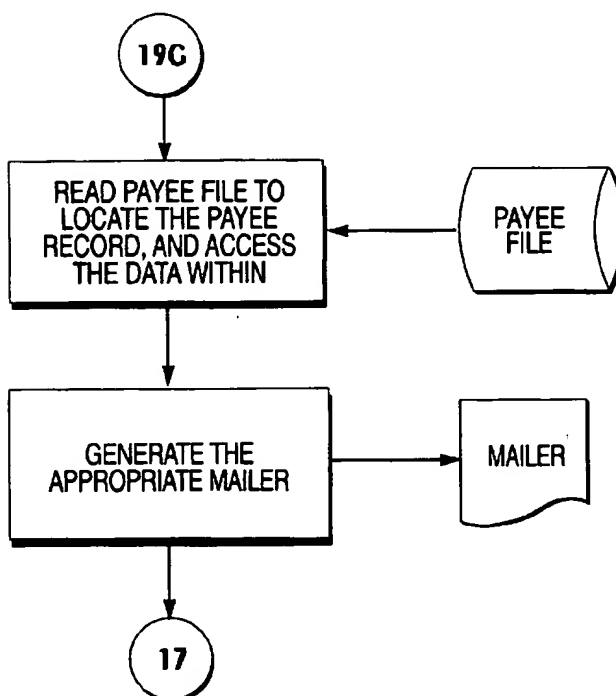 19G
READ PAYEE FILE TO
LOCATE THE PAYEE
RECORD, AND ACCESS
THE DATA WITHIN
PAYEE
FILE
GENERATE THE
APPROPRIATE MAILER
MAILER
17